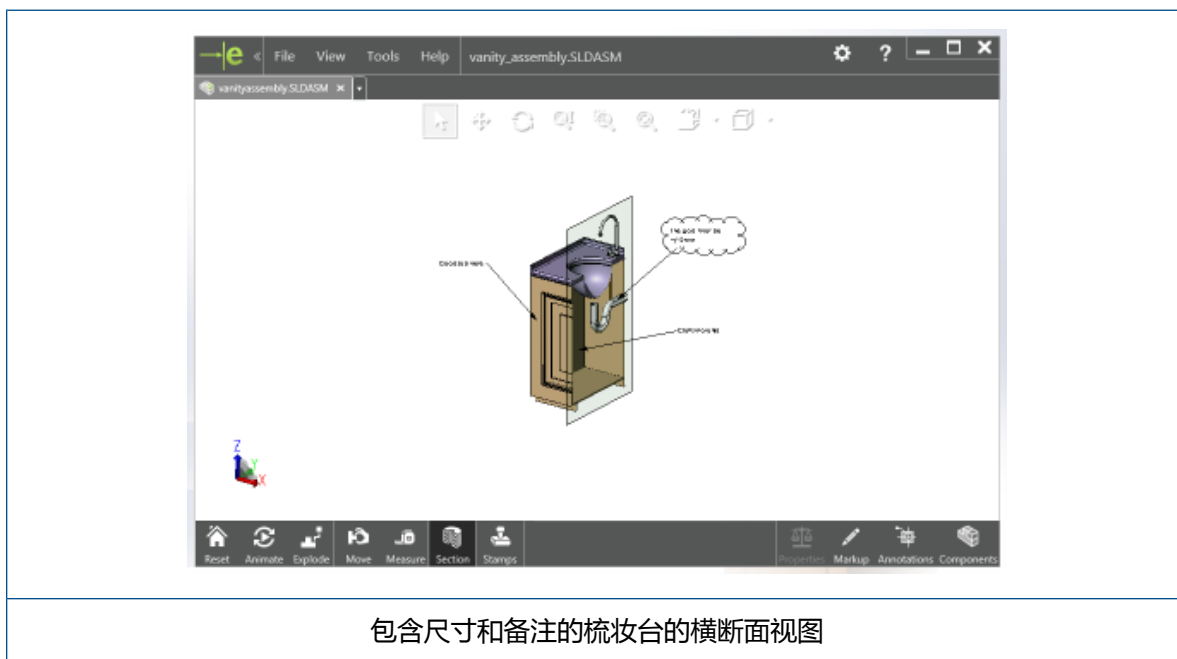 e « File View Tools Help vanity_assembly.SLDASM ?
vanityassembly.SLDASM
Z
Y
X
Reset Animate Explode Move Measure Section Stamps Properties Markup Annotations Components
包含尺寸和备注的梳妆台的横断面视图